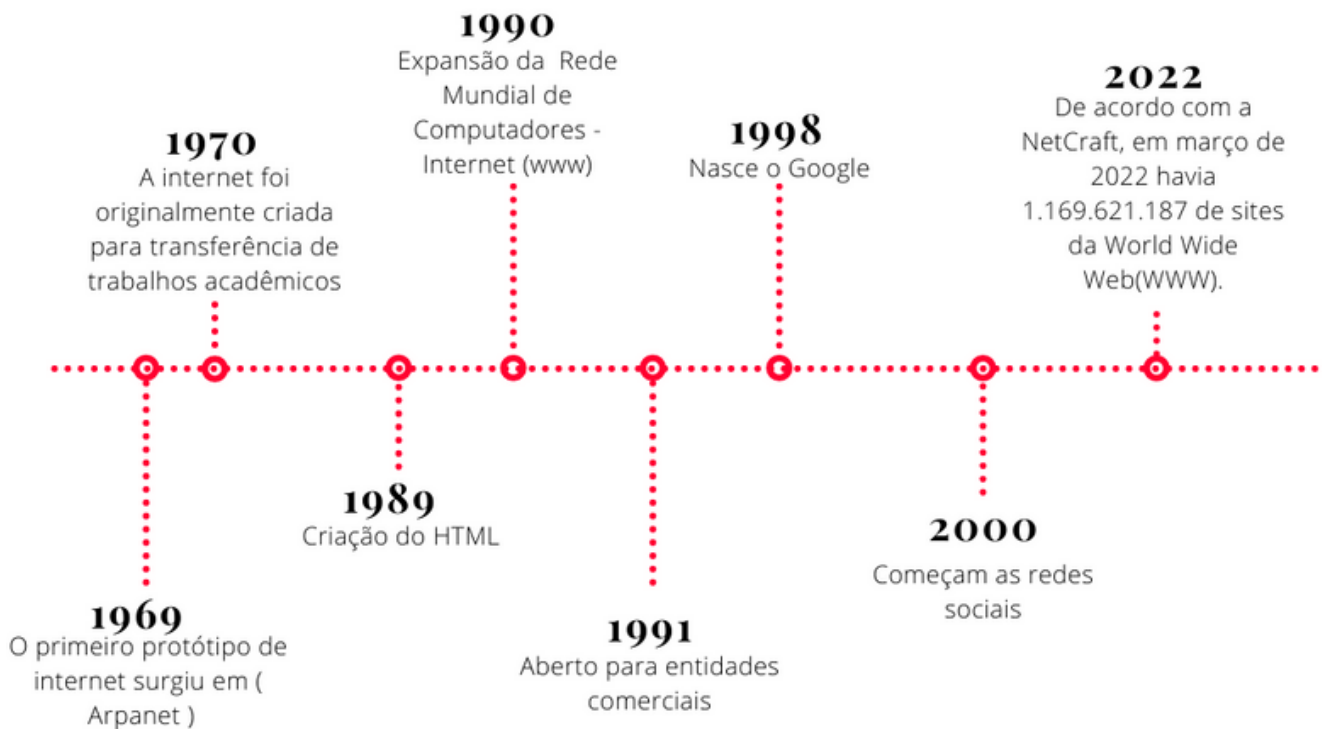 1969
O primeiro protótipo de
internet surgiu em (
Arpanet )
1970
A internet foi
originalmente criada
para transferência de
trabalhos acadêmicos
1989
Criação do HTML
1990
Expansão da  Rede
Mundial de
Computadores -
Internet (www)
1991
Aberto para entidades
comerciais
1998
Nasce o Google
2000
Começam as redes
sociais
2022
De acordo com a
NetCraft, em março de
2022 havia
1.169.621.187 de sites
da World Wide
Web(WWW).